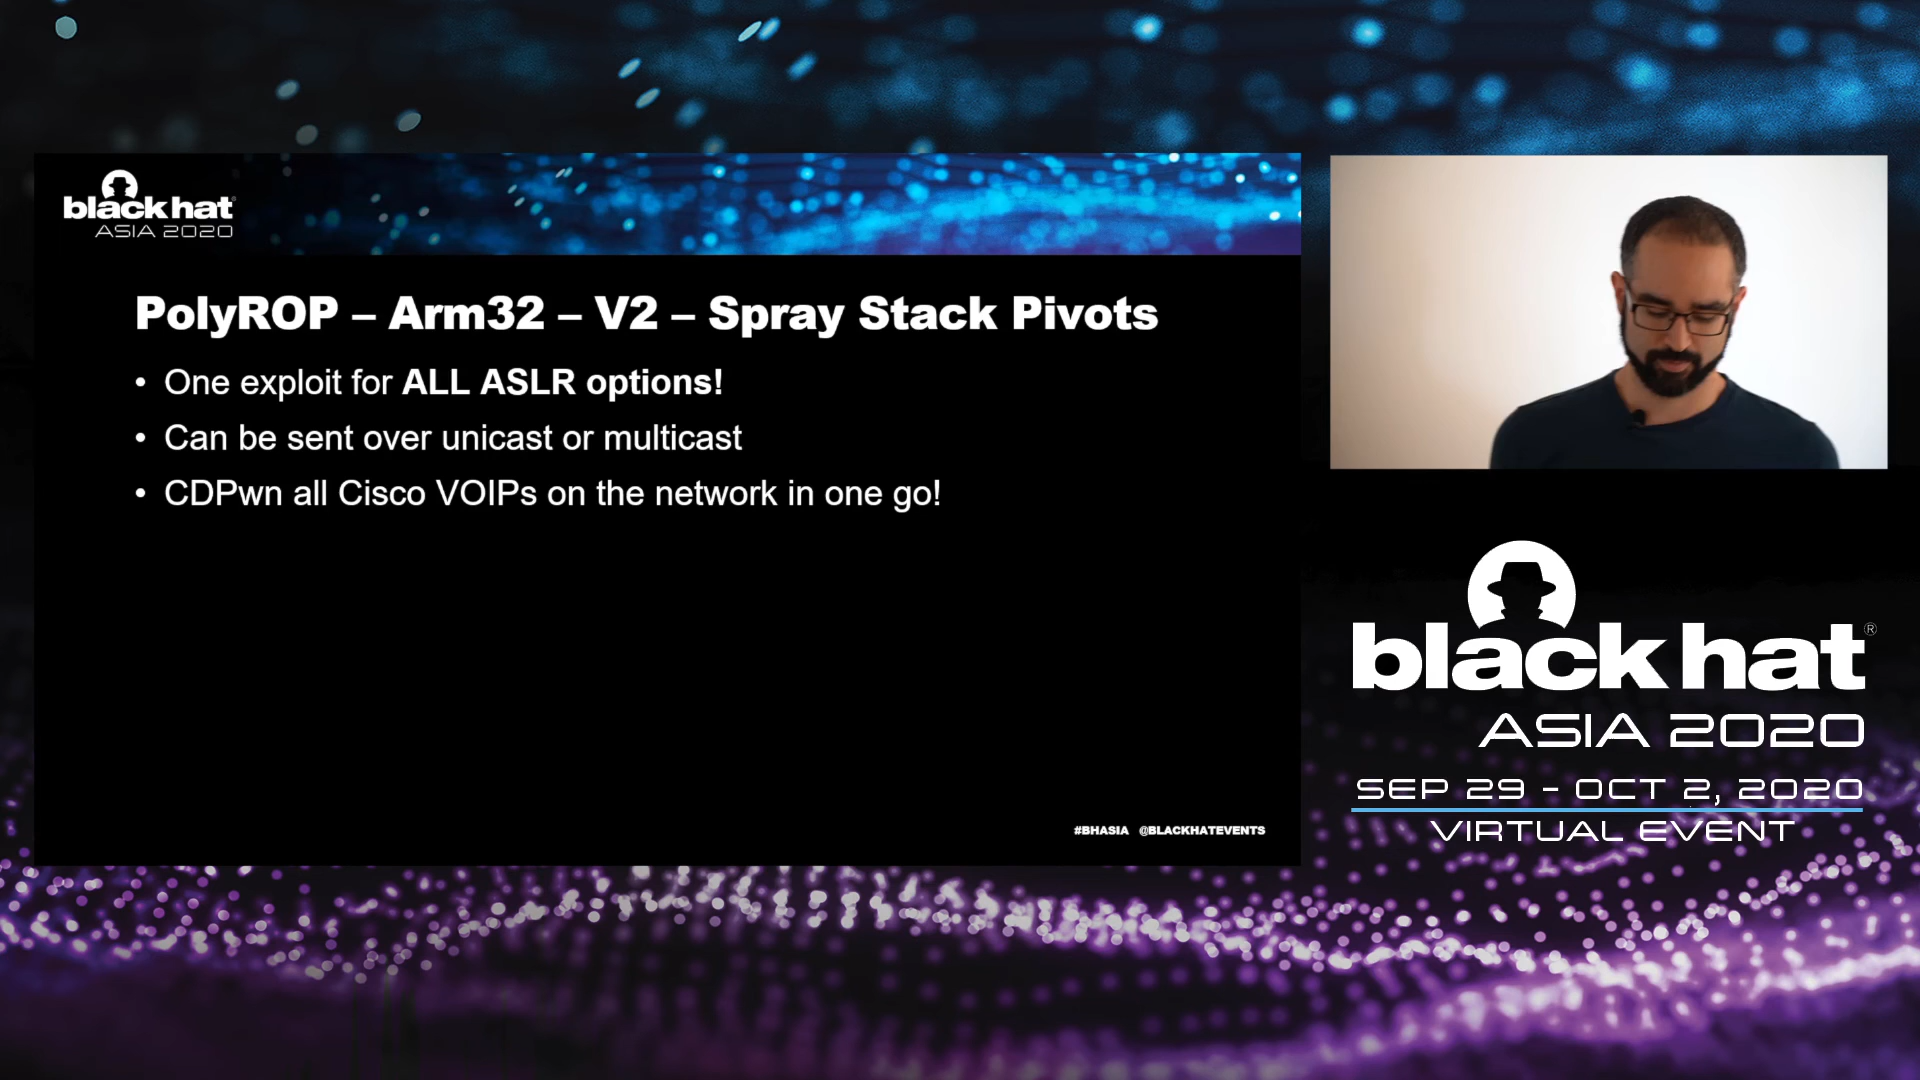 black hat
ASIA 2020
PolyROP – Arm32 – V2 – Spray Stack Pivots
• One exploit for ALL ASLR options!
• Can be sent over unicast or multicast
• CDPwn all Cisco VOIPs on the network in one go!
#BHASIA @BLACKHATEVENTS
black hat®
ASIA 2020
SEP 29 - OCT 2, 2020
VIRTUAL EVENT